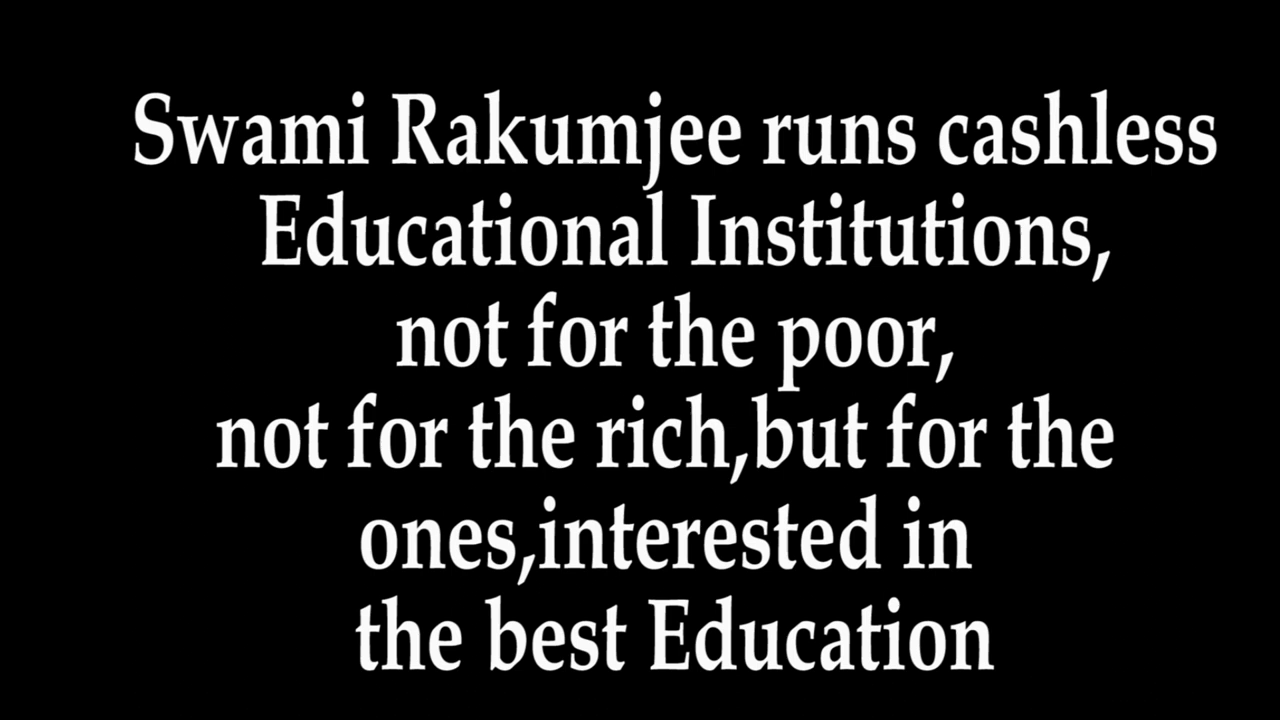 Swami Rakumjee runs cashless
Educational Institutions,
not for the poor,
not for the rich,but for the
ones,interested in
the best Education